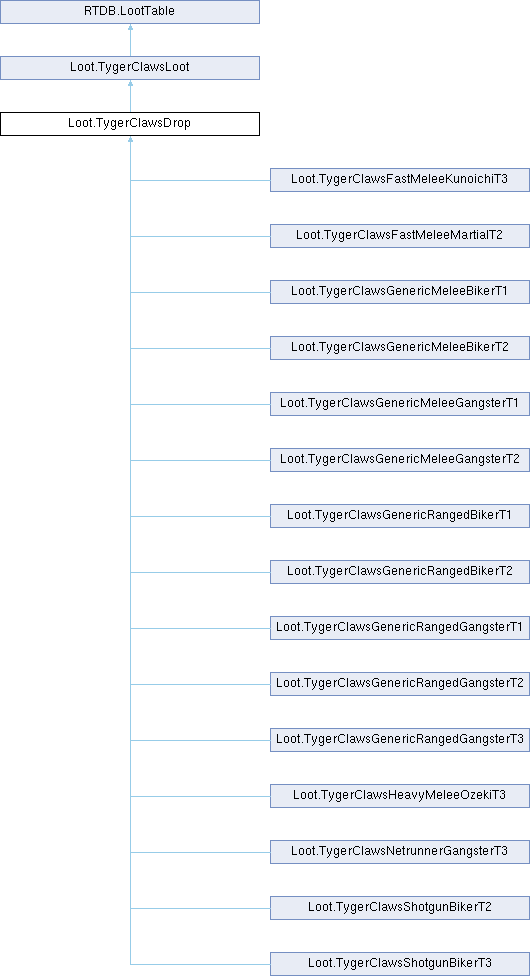 RTDB.LootTable
Loot.TygerClawsLoot
Loot.TygerClawsDrop
Loot.TygerClawsFastMeleeKunoichiT3
Loot.TygerClawsFastMeleeMartialT2
Loot.TygerClawsGenericMeleeBikerT1
Loot.TygerClawsGenericMeleeBikerT2
Loot.TygerClawsGenericMeleeGangsterT1
Loot.TygerClawsGenericMeleeGangsterT2
Loot.TygerClawsGenericRangedBikerT1
Loot.TygerClawsGenericRangedBikerT2
Loot.TygerClawsGenericRangedGangsterT1
Loot.TygerClawsGenericRangedGangsterT2
Loot.TygerClawsGenericRangedGangsterT3
Loot.TygerClawsHeavyMeleeOzekiT3
Loot.TygerClawsNetrunnerGangsterT3
Loot.TygerClawsShotgunBikerT2
Loot.TygerClawsShotgunBikerT3